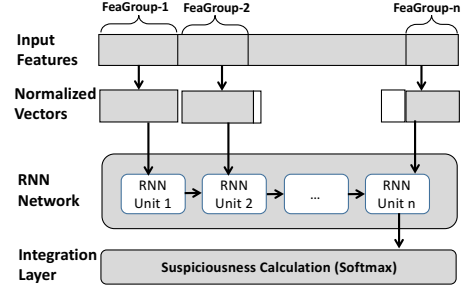 FeaGroup-1 FeaGroup-2 FeaGroup-n
Input
Features
Normalized
Vectors
RNN
Network
RNN
Unit 1
RNN
Unit 2
...
RNN
Unit n
Integration
Layer
Suspiciousness Calculation (Softmax)